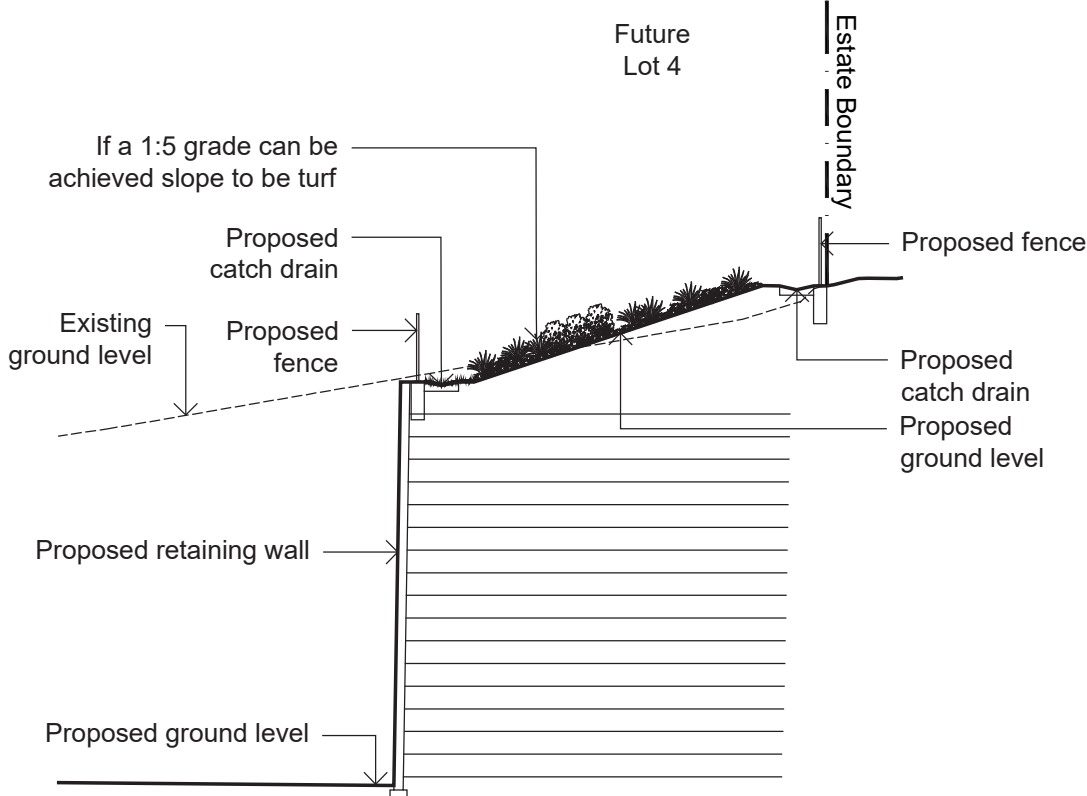 Future
Lot 4
Estate Boundary
If a 1:5 grade can be
achieved slope to be turf
Proposed
catch drain
Proposed fence
Existing
ground level
Proposed
fence
Proposed
catch drain
Proposed
ground level
Proposed retaining wall
Proposed ground level